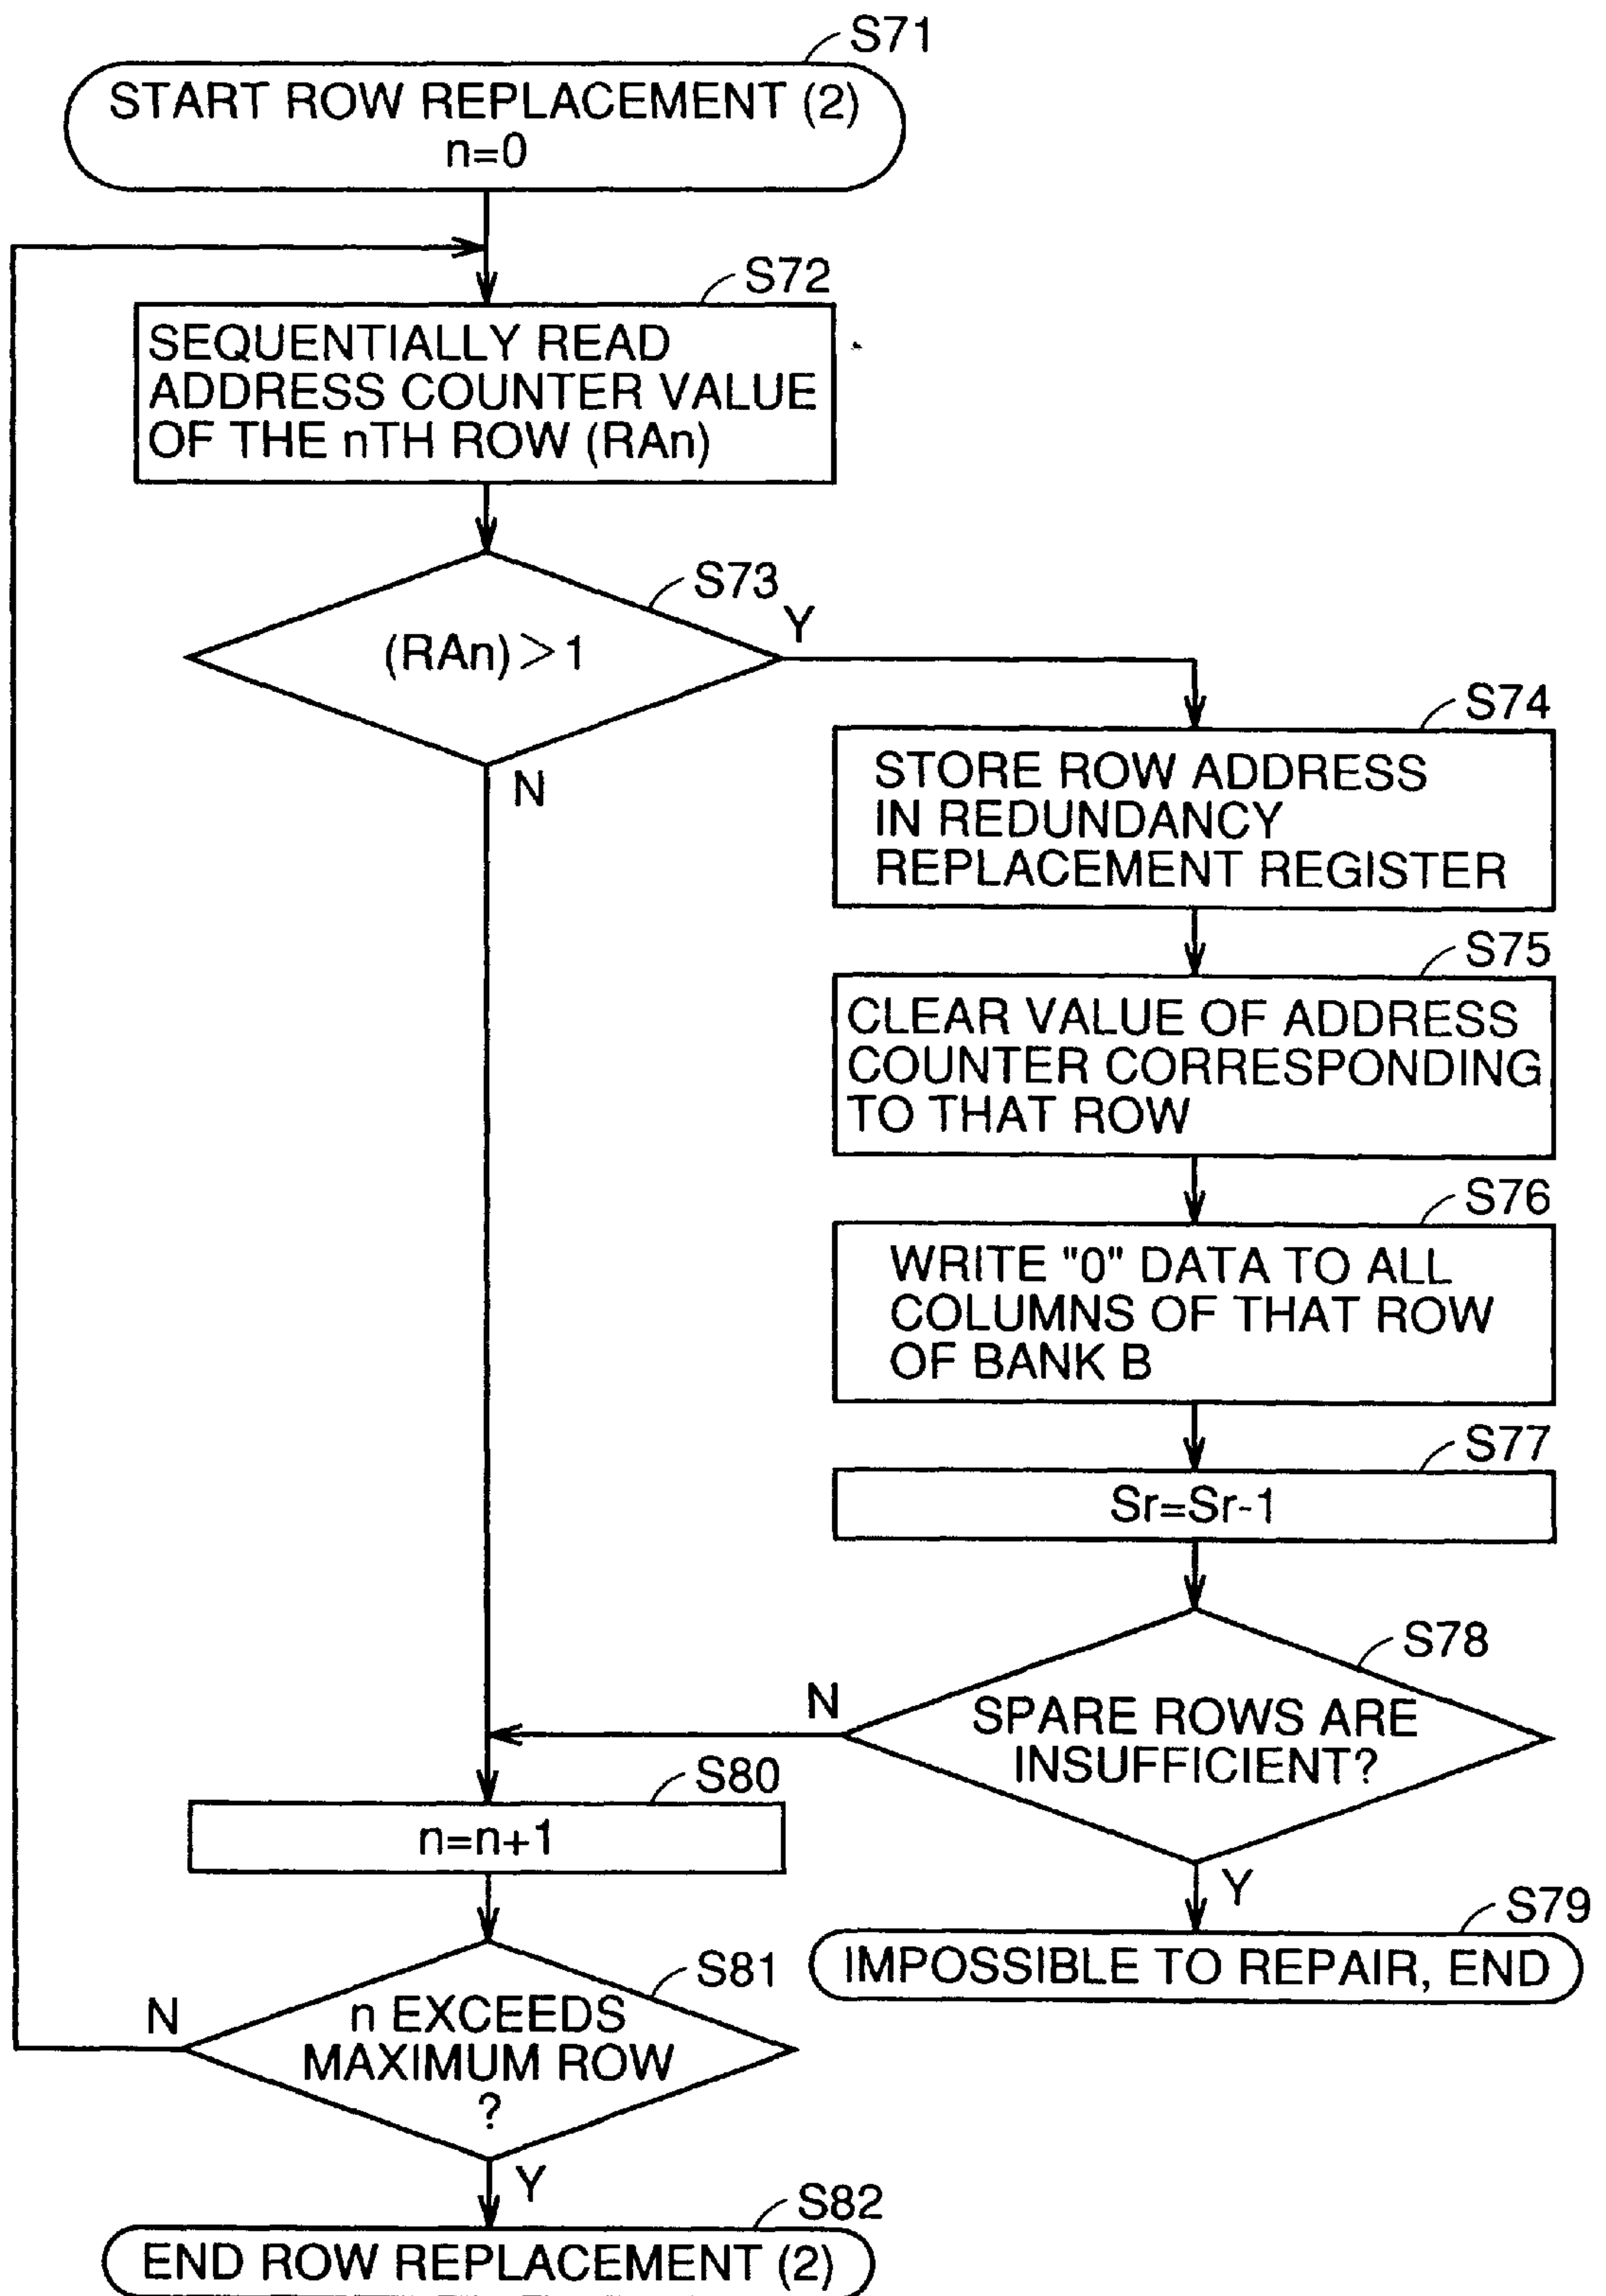 S71
START ROW REPLACEMENT (2)
n=0
S72
SEQUENTIALLY READ
ADDRESS COUNTER VALUE
OF THE nTH ROW (RAn)
S73
(RAn)>1
Y
N
S74
STORE ROW ADDRESS
IN REDUNDANCY
REPLACEMENT REGISTER
S75
CLEAR VALUE OF ADDRESS
COUNTER CORRESPONDING
TO THAT ROW
S76
WRITE "0" DATA TO ALL
COLUMNS OF THAT ROW
OF BANK B
S77
Sr=Sr-1
S78
SPARE ROWS ARE
INSUFFICIENT?
N
Y
S79
IMPOSSIBLE TO REPAIR, END
S80
n=n+1
S81
n EXCEEDS
MAXIMUM ROW
?
N
Y
S82
END ROW REPLACEMENT (2)